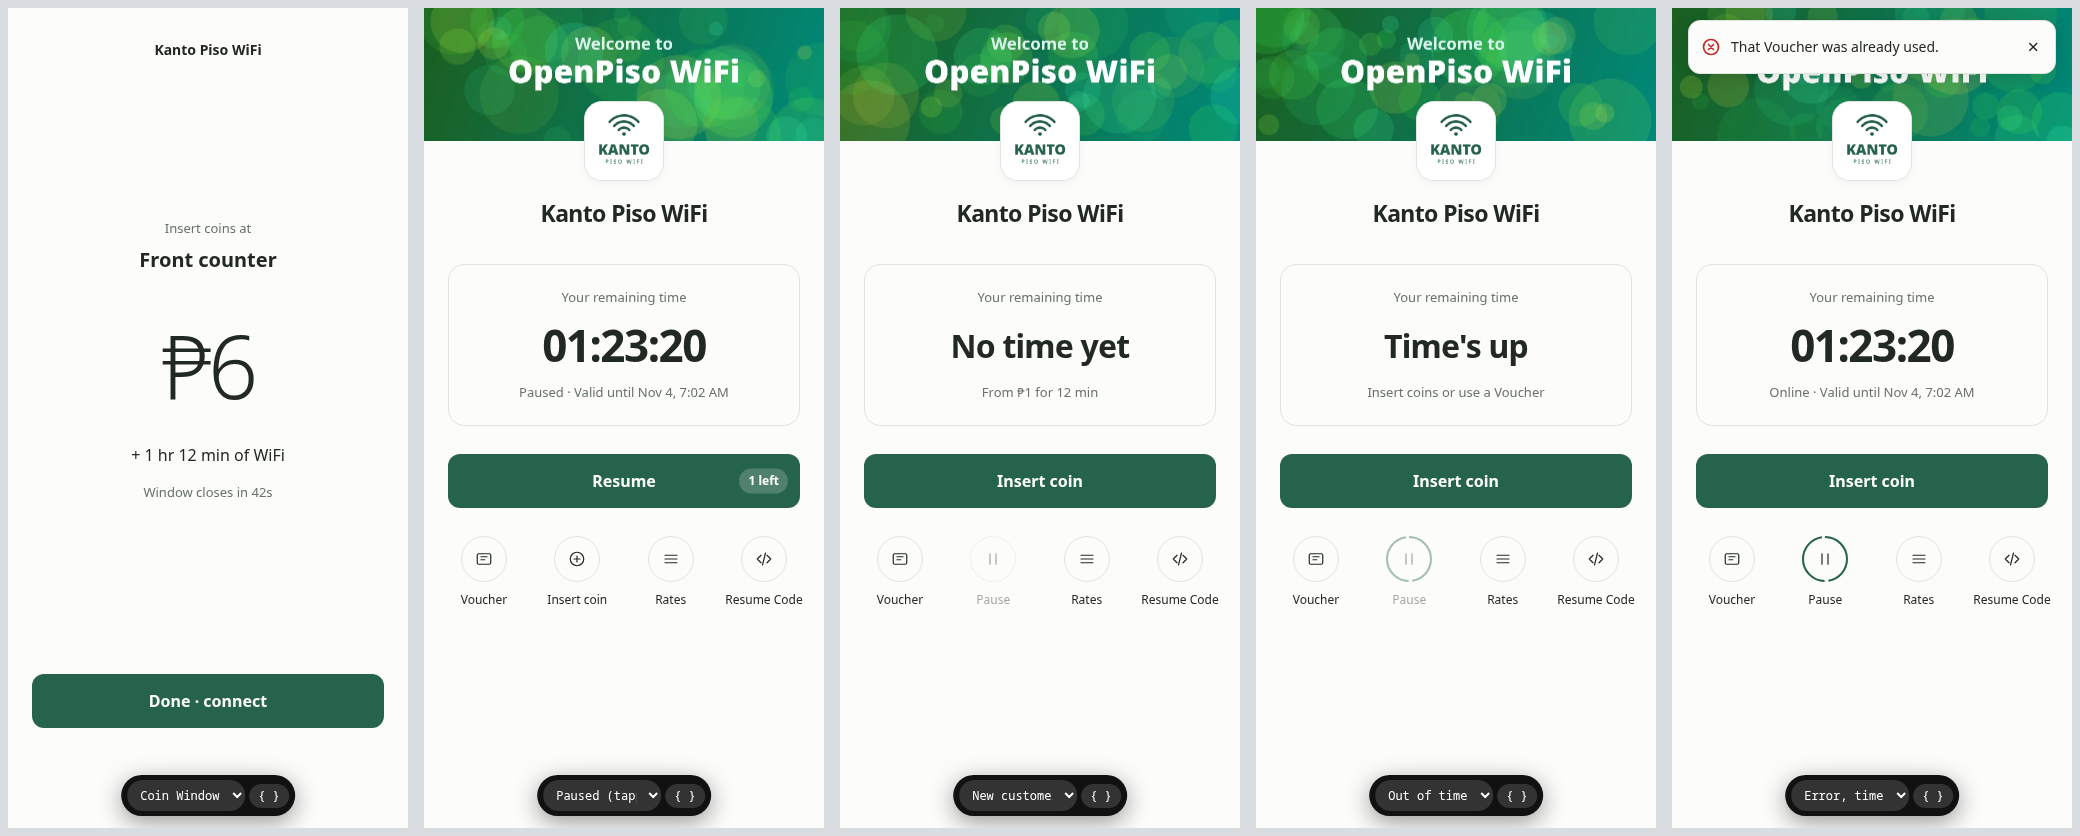 Kanto Piso WiFi
Insert coins at
Front counter
₱6
+ 1 hr 12 min of WiFi
Window closes in 42s
Done · connect
Coin Window
{ }
Welcome to
OpenPiso WiFi
KANTO
PISO WIFI
Kanto Piso WiFi
Your remaining time
01:23:20
Paused · Valid until Nov 4, 7:02 AM
Resume
1 left
Voucher
Insert coin
Rates
Resume Code
Paused (tap
{ }
Welcome to
OpenPiso WiFi
KANTO
PISO WIFI
Kanto Piso WiFi
Your remaining time
No time yet
From ₱1 for 12 min
Insert coin
Voucher
Pause
Rates
Resume Code
New custome
{ }
Welcome to
OpenPiso WiFi
KANTO
PISO WIFI
Kanto Piso WiFi
Your remaining time
Time's up
Insert coins or use a Voucher
Insert coin
Voucher
Pause
Rates
Resume Code
Out of time
{ }
That Voucher was already used.
OpenPiso WiFi
KANTO
PISO WIFI
Kanto Piso WiFi
Your remaining time
01:23:20
Online · Valid until Nov 4, 7:02 AM
Insert coin
Voucher
Pause
Rates
Resume Code
Error, time
{ }